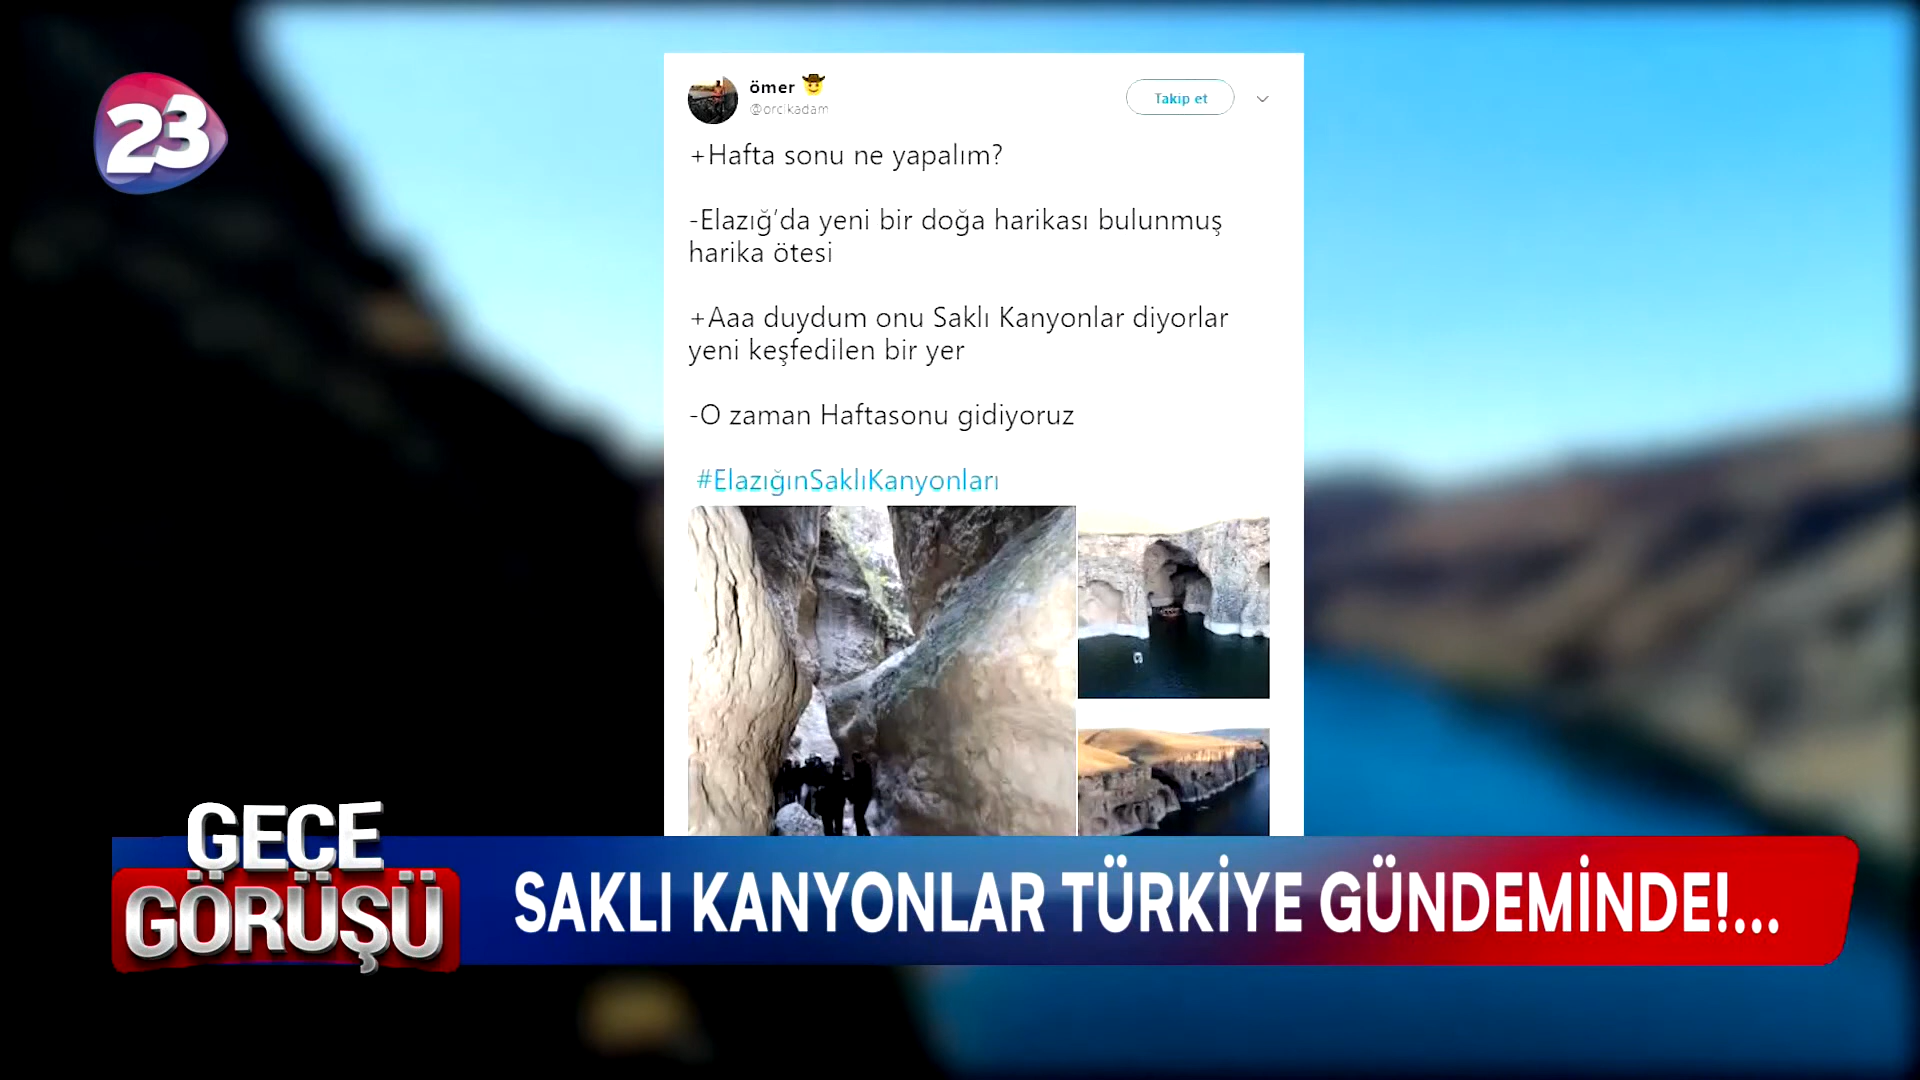 23
ömer
@orcikadam
Takip et
+Hafta sonu ne yapalım?
-Elazığ'da yeni bir doğa harikası bulunmuş
harika ötesi
+Aaa duydum onu Saklı Kanyonlar diyorlar
yeni keşfedilen bir yer
-O zaman Haftasonu gidiyoruz
#ElazığınSaklıKanyonları
GECE
GÖRÜŞÜ
SAKLI KANYONLAR TÜRKİYE GÜNDEMİNDE!...